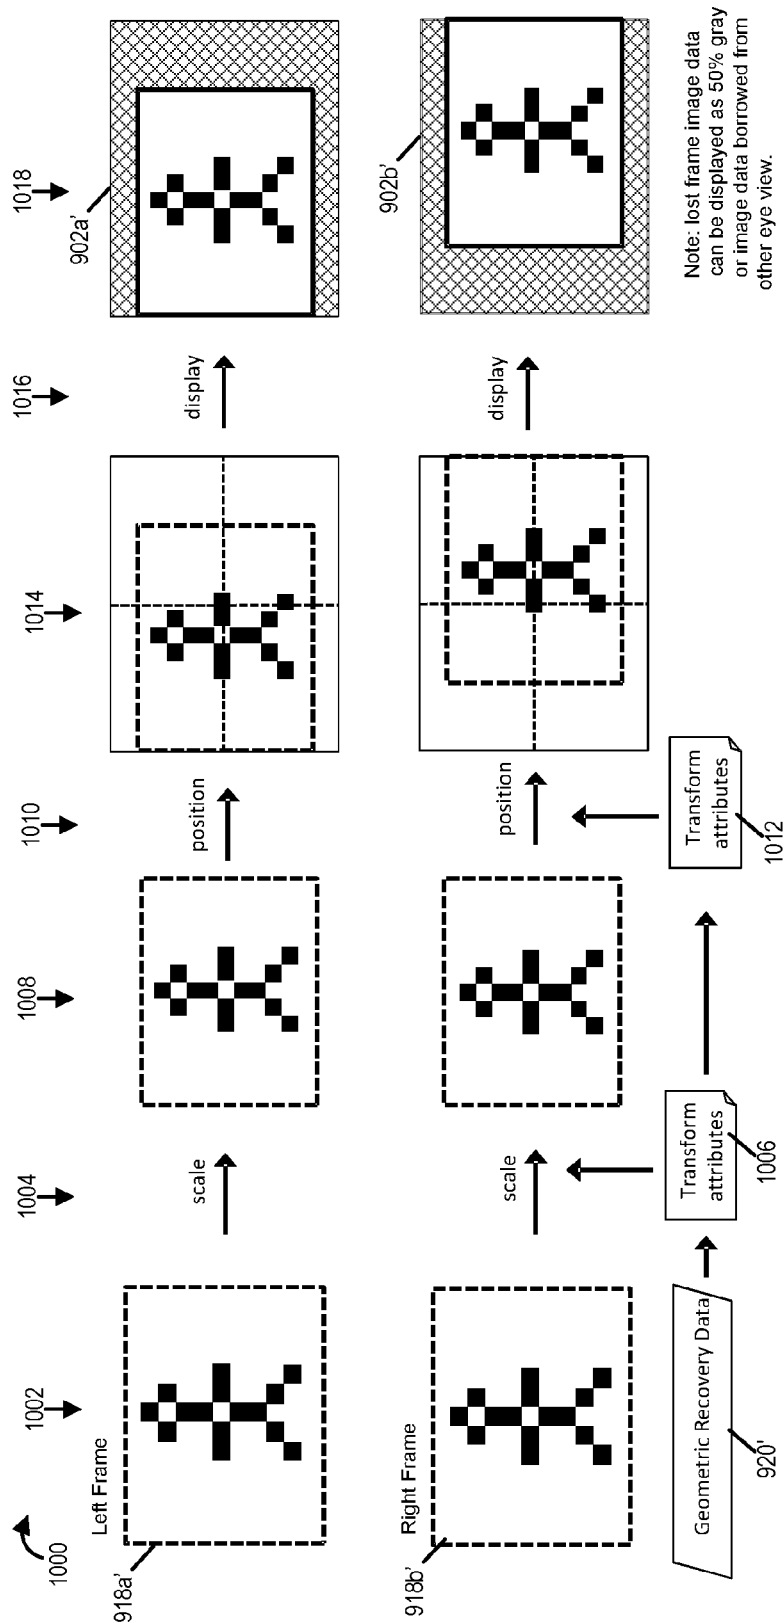 1000
1002
1004
1008
1010
1014
1016
1018
Left Frame
918a'
scale
position
display
902a'
Right Frame
918b'
scale
position
display
902b'
Geometric Recovery Data
920'
Transform
attributes
1006
Transform
attributes
1012
Note: lost frame image data
can be displayed as 50% gray
or image data borrowed from
other eye view.